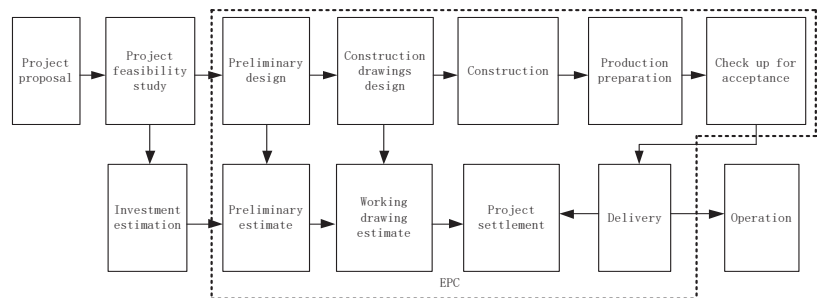 Project
proposal
Project
feasibility
study
Preliminary
design
Construction
drawings
design
Construction
Production
preparation
Check up for
acceptance
Investment
estimation
Preliminary
estimate
Working
drawing
estimate
Project
settlement
Delivery
Operation
EPC